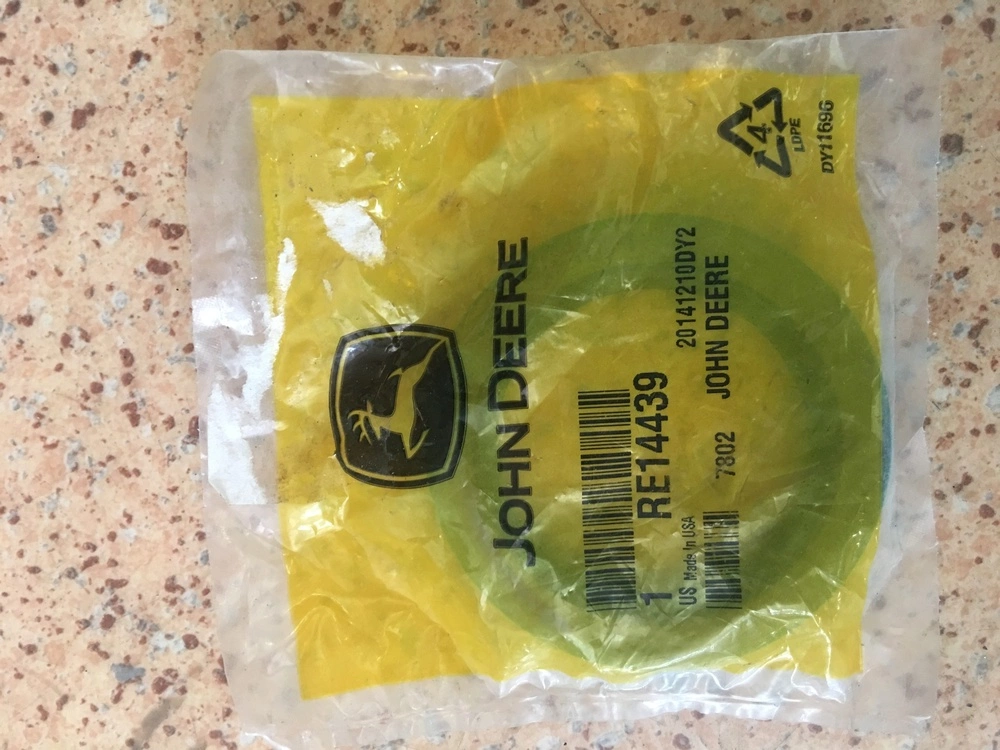 JOHN DEERE
1 RE14439
US Made In USA 20141210DY2
7802 JOHN DEERE
4
LDPE
DY11696